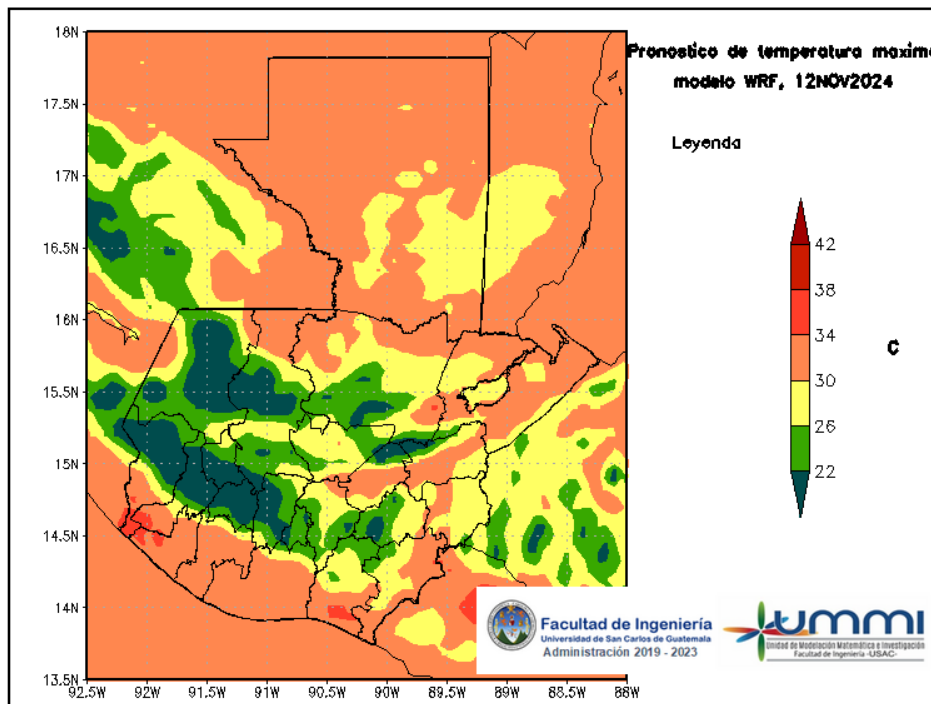 Pronostico de temperatura maxima
modelo WRF, 12NOV2024
Leyenda
42
38
34
30
26
22
C
18N
17.5N
17N
16.5N
16N
15.5N
15N
14.5N
14N
13.5N
92.5W
92W
91.5W
91W
90.5W
90W
89.5W
89W
88.5W
88W
Facultad de Ingeniería
Universidad de San Carlos de Guatemala
Administración 2019 - 2023
UMMI
Unidad de Modelación Matemática e Investigación
Facultad de Ingeniería -USAC-